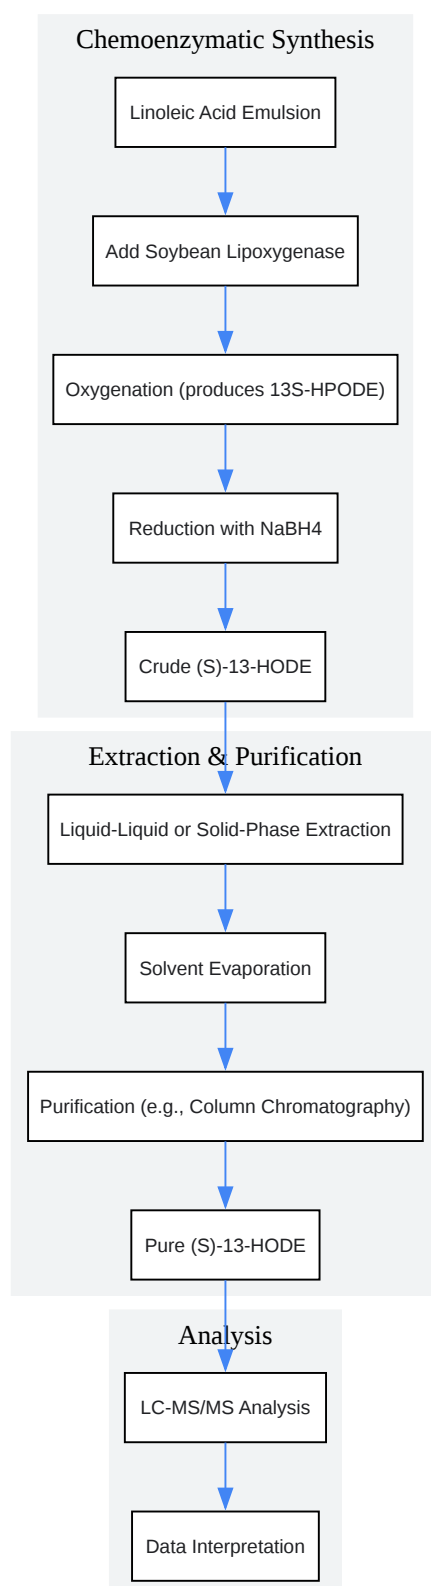 Chemoenzymatic Synthesis
Linoleic Acid Emulsion
Add Soybean Lipoxygenase
Oxygenation (produces 13S-HPODE)
Reduction with NaBH4
Crude (S)-13-HODE
Extraction & Purification
Liquid-Liquid or Solid-Phase Extraction
Solvent Evaporation
Purification (e.g., Column Chromatography)
Pure (S)-13-HODE
Analysis
LC-MS/MS Analysis
Data Interpretation